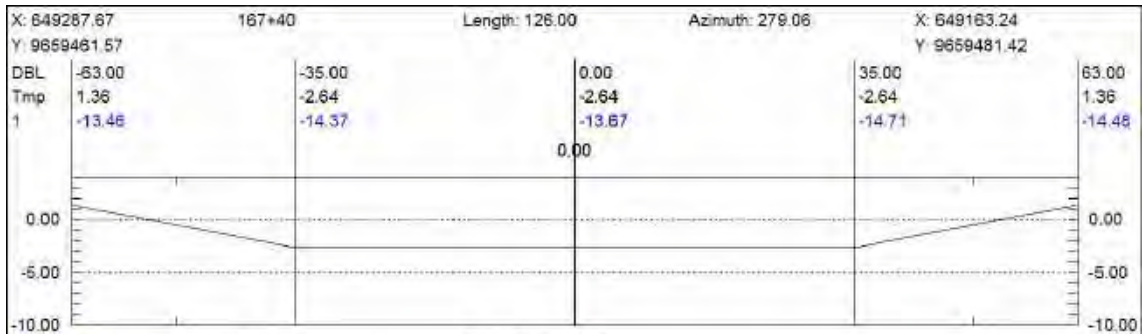 X: 649287.67 167+40 Length: 126.00 Azimuth: 279.06 X: 649163.24
Y: 9659461.57 Y: 9659481.42
DBL -63.00 -35.00 0.00 35.00 63.00
Tmp 1.36 -2.64 -2.64 -2.64 1.36
1 -13.46 -14.37 -13.67 -14.71 -14.48
0.00
0.00 0.00
-5.00 -5.00
-10.00 -10.00